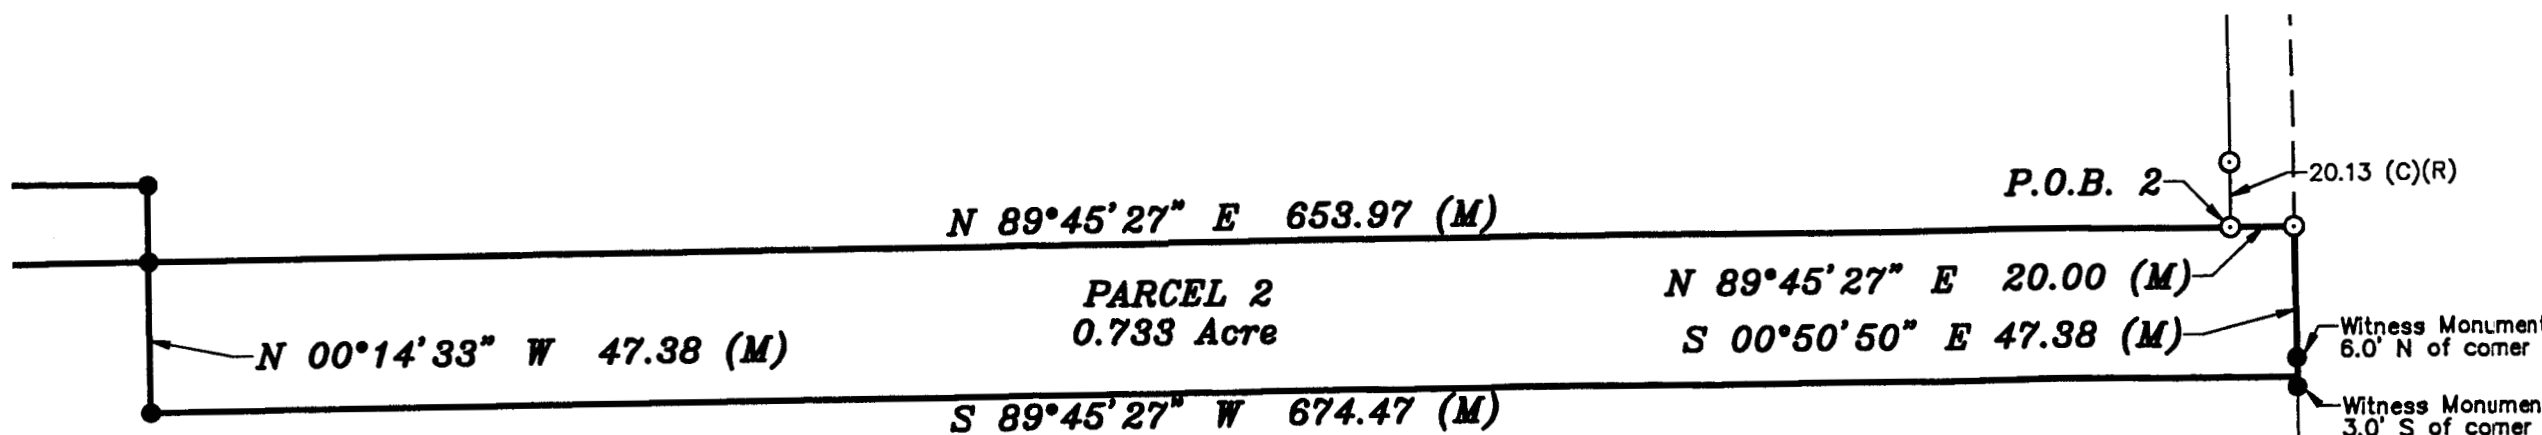 20.13 (C)(R)
P.O.B. 2
N 89°45'27" E 653.97 (M)
N 89°45'27" E 20.00 (M)
PARCEL 2
0.733 Acre
S 00°50'50" E 47.38 (M)
N 00°14'33" W 47.38 (M)
Witness Monument
6.0' N of corner
S 89°45'27" W 674.47 (M)
Witness Monumen
3.0' S of corner